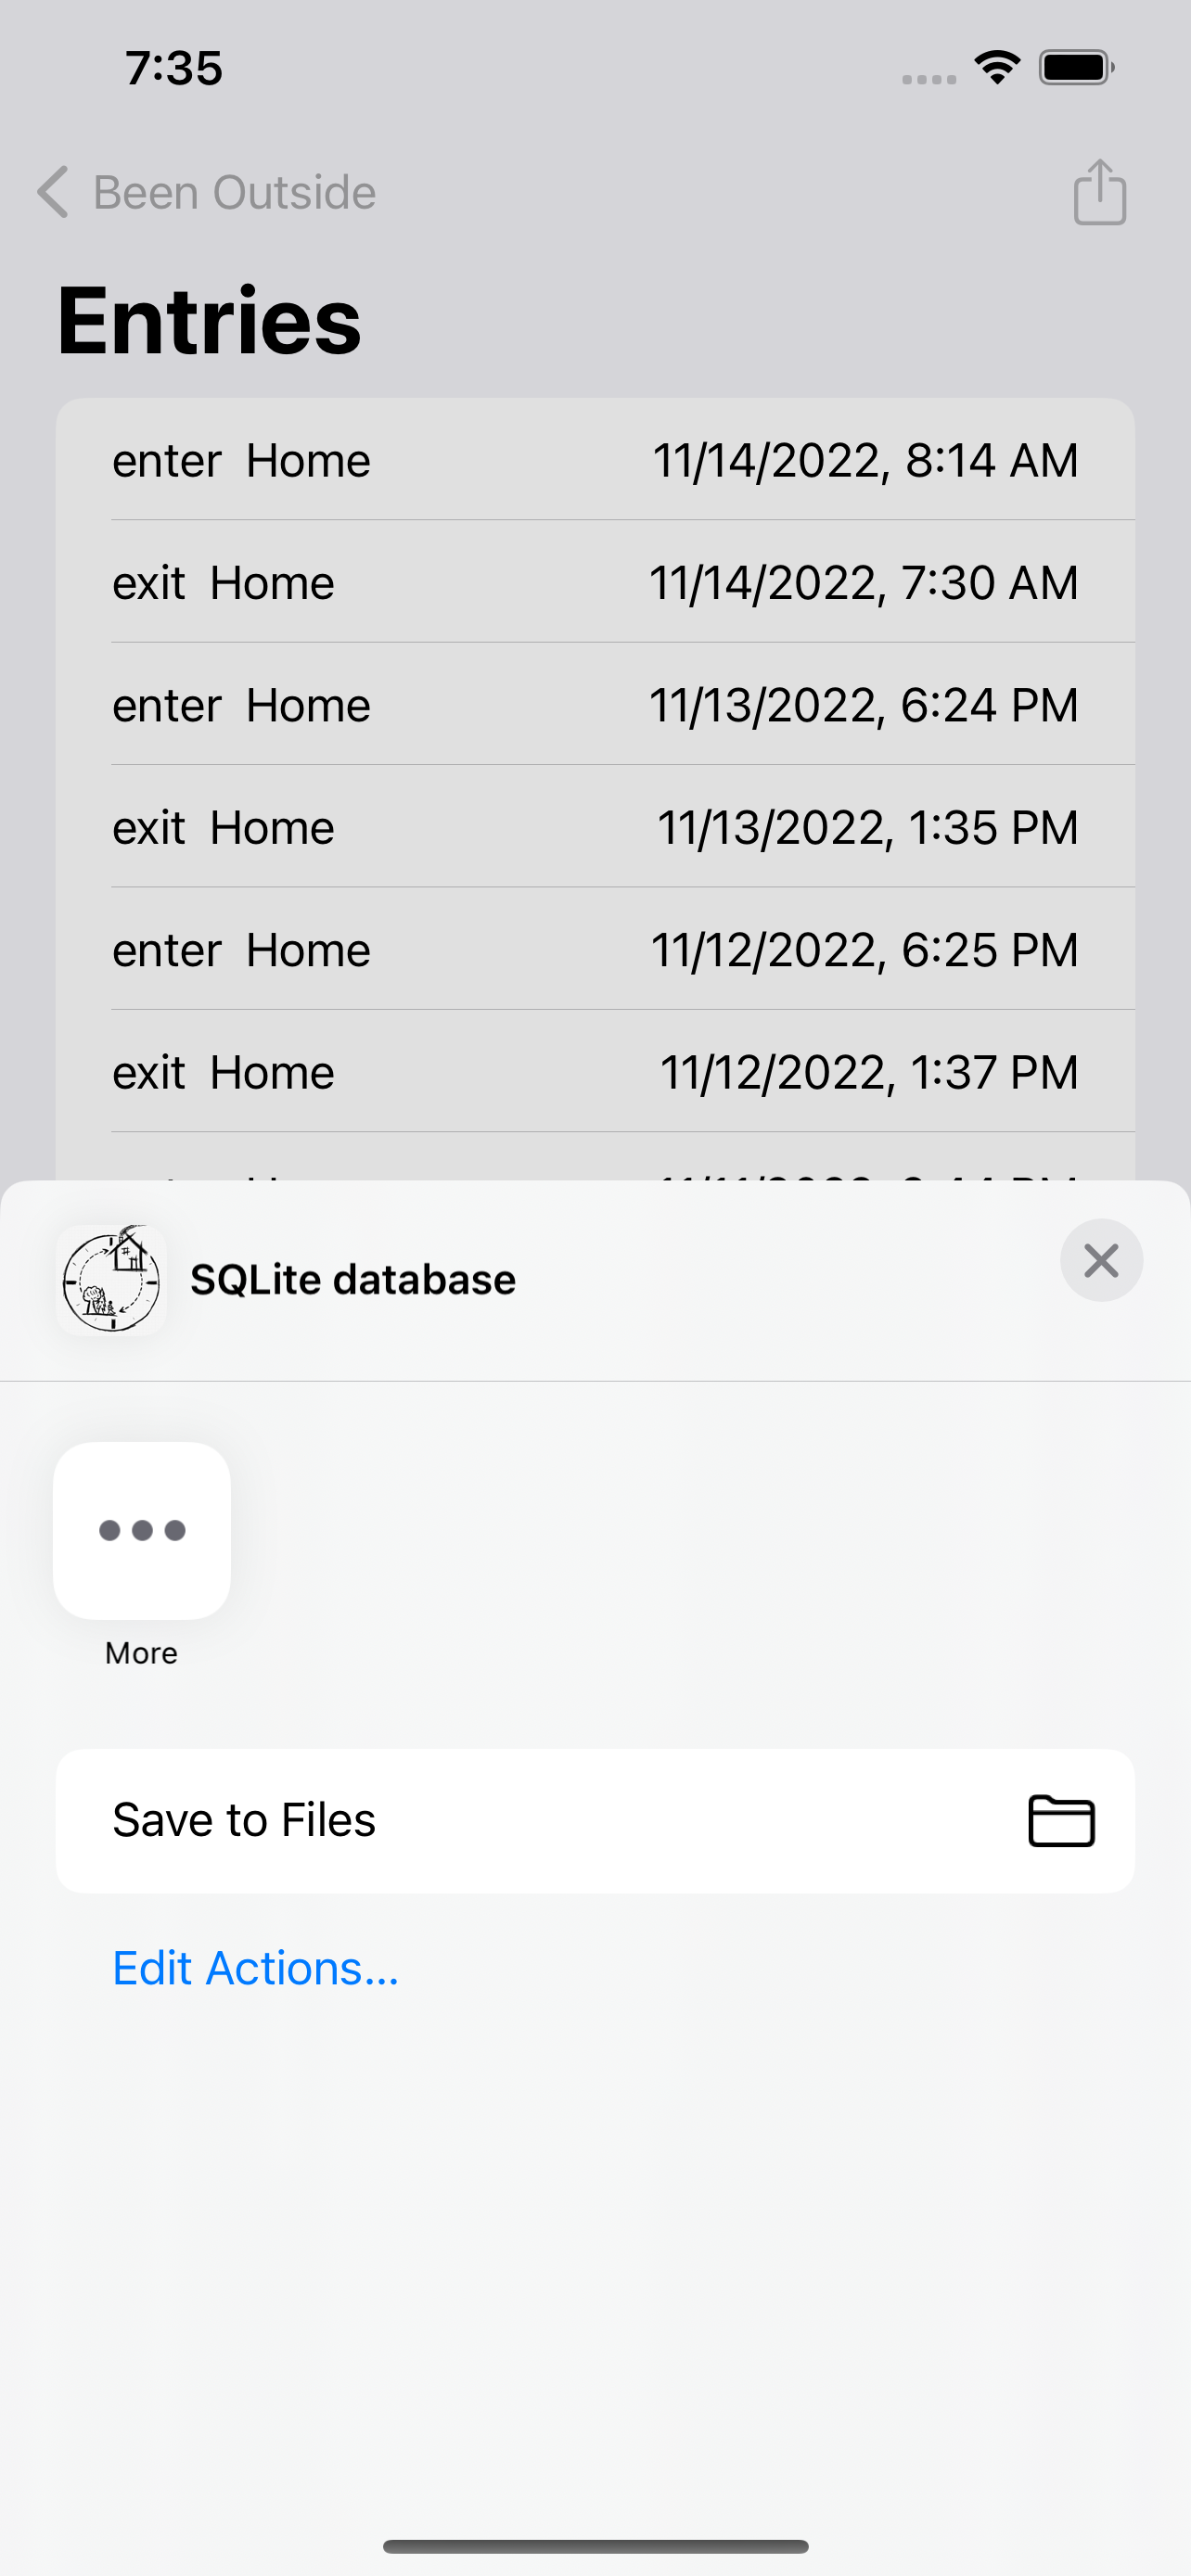 7:35
Been Outside
Entries
enter Home 11/14/2022, 8:14 AM
exit Home 11/14/2022, 7:30 AM
enter Home 11/13/2022, 6:24 PM
exit Home 11/13/2022, 1:35 PM
enter Home 11/12/2022, 6:25 PM
exit Home 11/12/2022, 1:37 PM
SQLite database
More
Save to Files
Edit Actions...